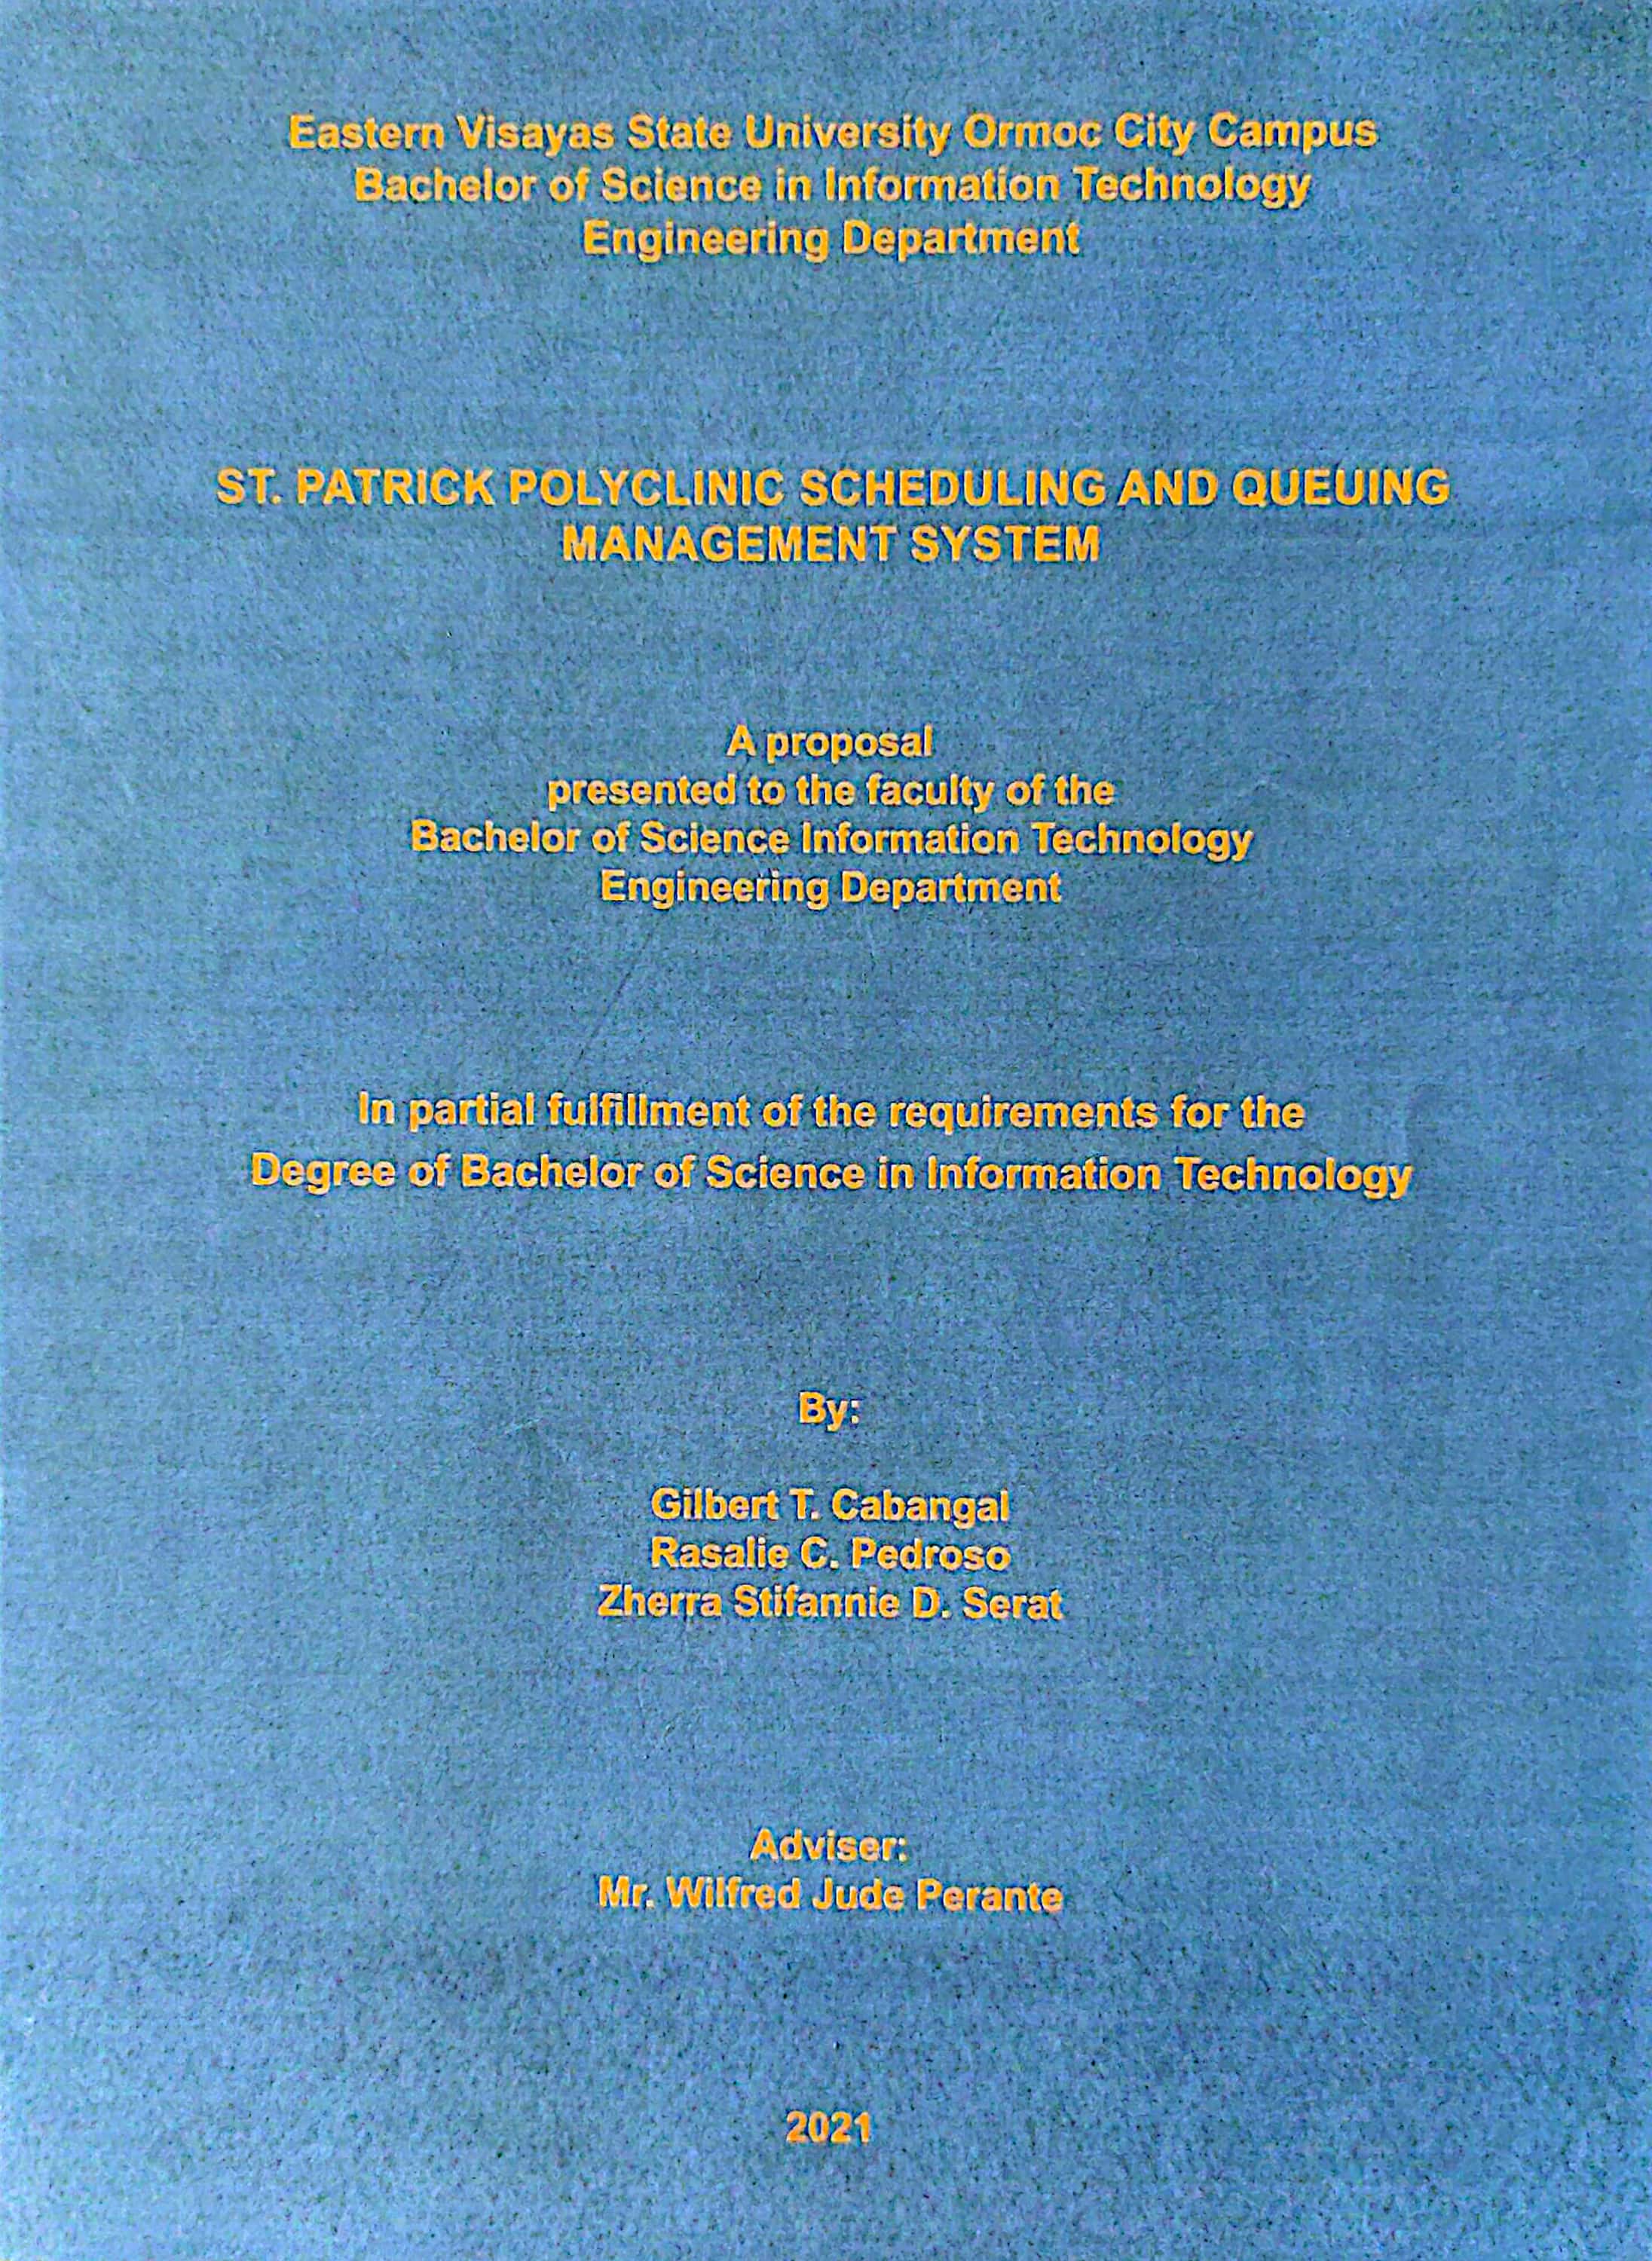 Eastern Visayas State University Ormoc City Campus
Bachelor of Science in Information Technology
Engineering Department
ST. PATRICK POLYCLINIC SCHEDULING AND QUEUING
MANAGEMENT SYSTEM
A proposal
presented to the faculty of the
Bachelor of Science Information Technology
Engineering Department
In partial fulfillment of the requirements for the
Degree of Bachelor of Science in Information Technology
By:
Gilbert T. Cabangal
Rasalie C. Pedroso
Zherra Stifannie D. Serat
Adviser:
Mr. Wilfred Jude Perante
2021